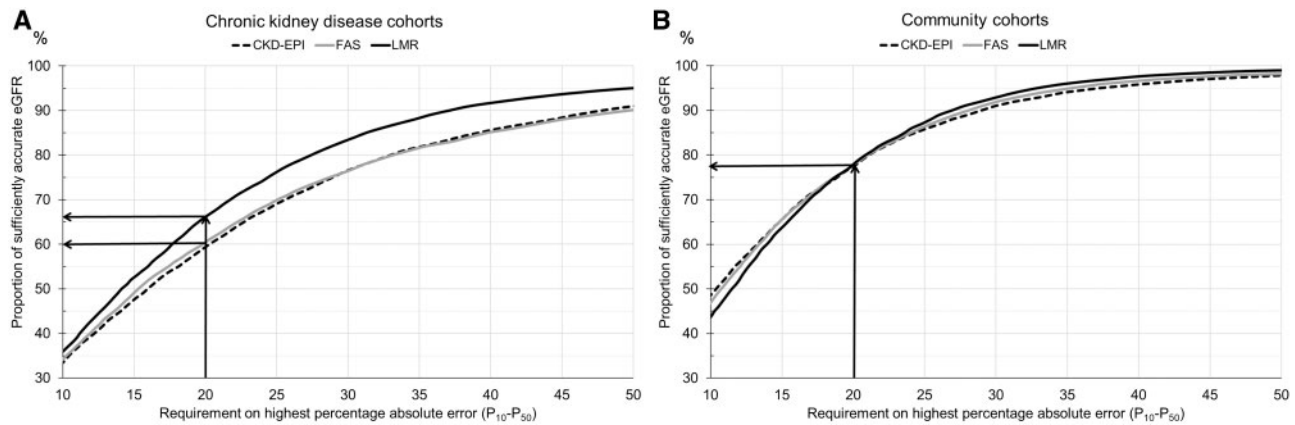 A
Chronic kidney disease cohorts
%
CKD-EPI FAS LMR
Proportion of sufficiently accurate eGFR
100
90
80
70
60
50
40
30
10 15 20 25 30 35 40 45 50
Requirement on highest percentage absolute error (P10-P50)
B
Community cohorts
%
CKD-EPI FAS LMR
Proportion of sufficiently accurate eGFR
100
90
80
70
60
50
40
30
10 15 20 25 30 35 40 45 50
Requirement on highest percentage absolute error (P10-P50)